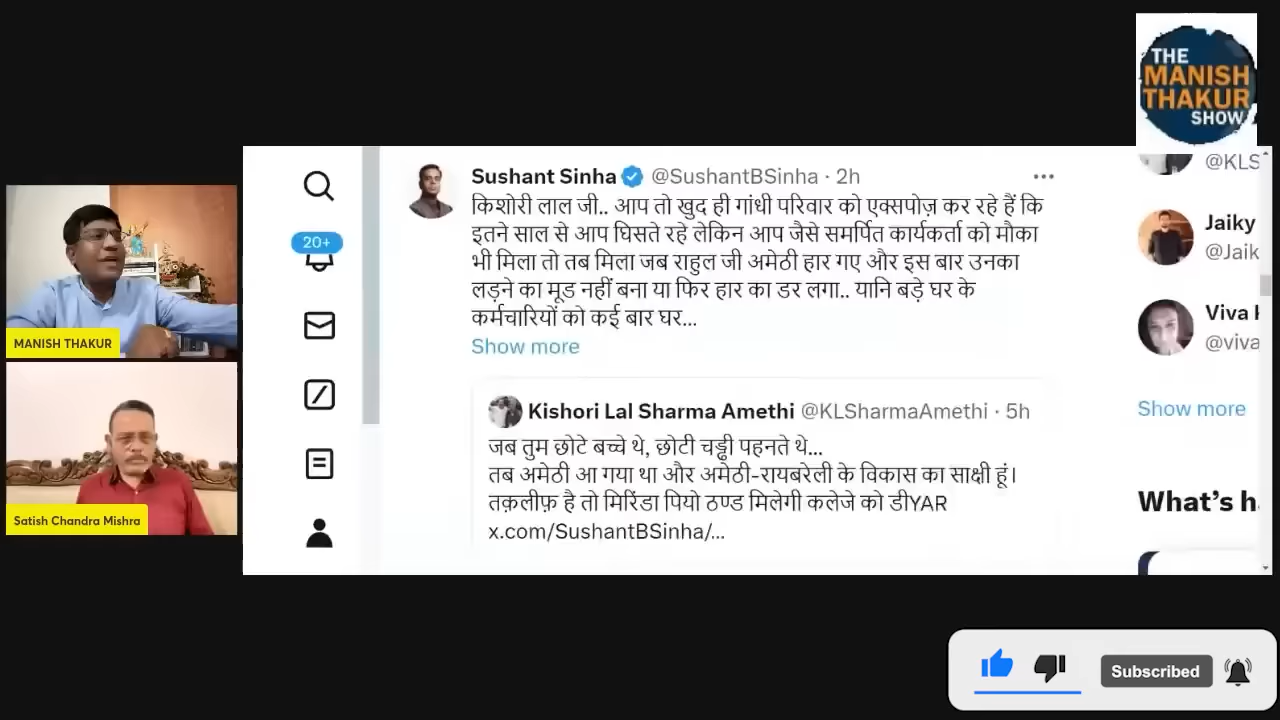 THE
MANISH
THAKUR
SHOW
@KLS
Sushant Sinha @SushantBSinha · 2h
किशोरी लाल जी.. आप तो खुद ही गांधी परिवार को एक्सपोज़ कर रहे हैं कि
इतने साल से आप घिसते रहे लेकिन आप जैसे समर्पित कार्यकर्ता को मौका
भी मिला तो तब मिला जब राहुल जी अमेठी हार गए और इस बार उनका
लड़ने का मूड नहीं बना या फिर हार का डर लगा.. यानि बड़े घर के
कर्मचारियों को कई बार घर...
Show more
Kishori Lal Sharma Amethi @KLSharmaAmethi · 5h
जब तुम छोटे बच्चे थे, छोटी चड्ढी पहनते थे...
तब अमेठी आ गया था और अमेठी-रायबरेली के विकास का साक्षी हूं।
तक़लीफ़ है तो मिरिंडा पियो ठण्ड मिलेगी कलेजे को डीYAR
x.com/SushantBSinha/...
20+
Jaiky
@Jaik
Viva
@viva
Show more
What's h
MANISH THAKUR
Satish Chandra Mishra
Subscribed